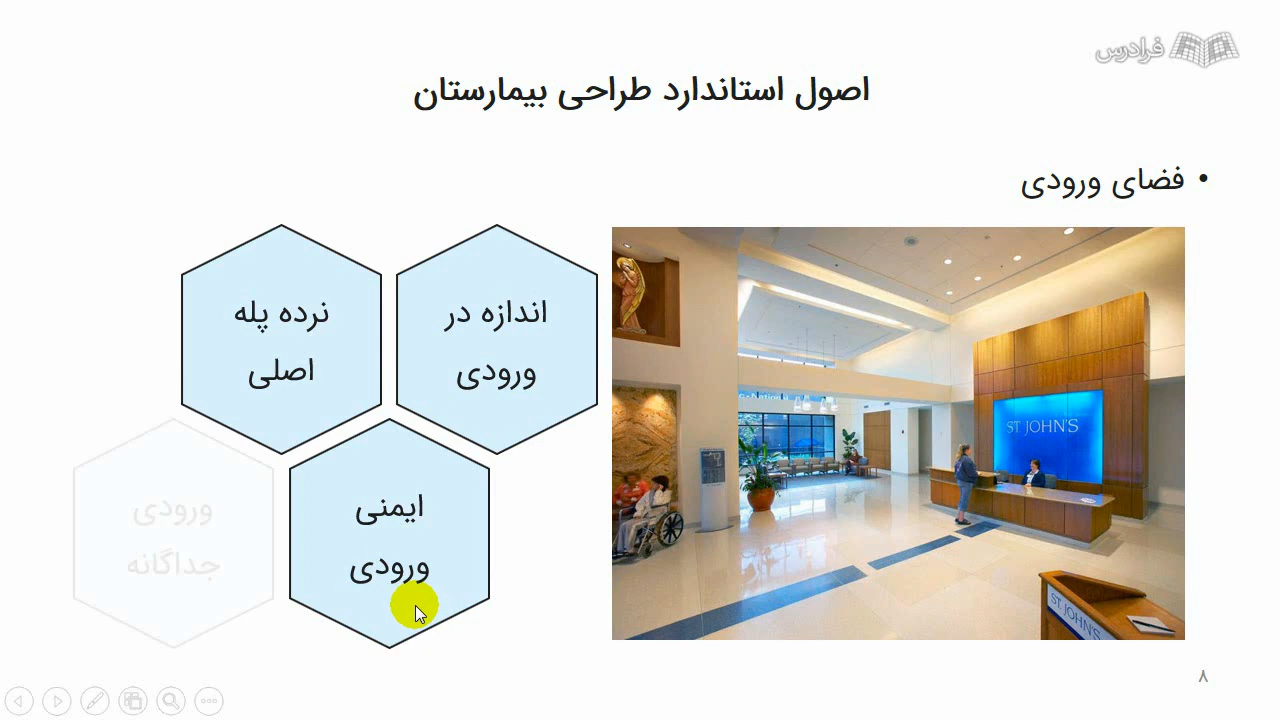 فرادرس
اصول استاندارد طراحی بیمارستان
• فضای ورودی
اندازه در
ورودی
نرده پله
اصلی
ایمنی
ورودی
ورودی
جداگانه
ST JOHN'S
ST. JOHN'S
۸